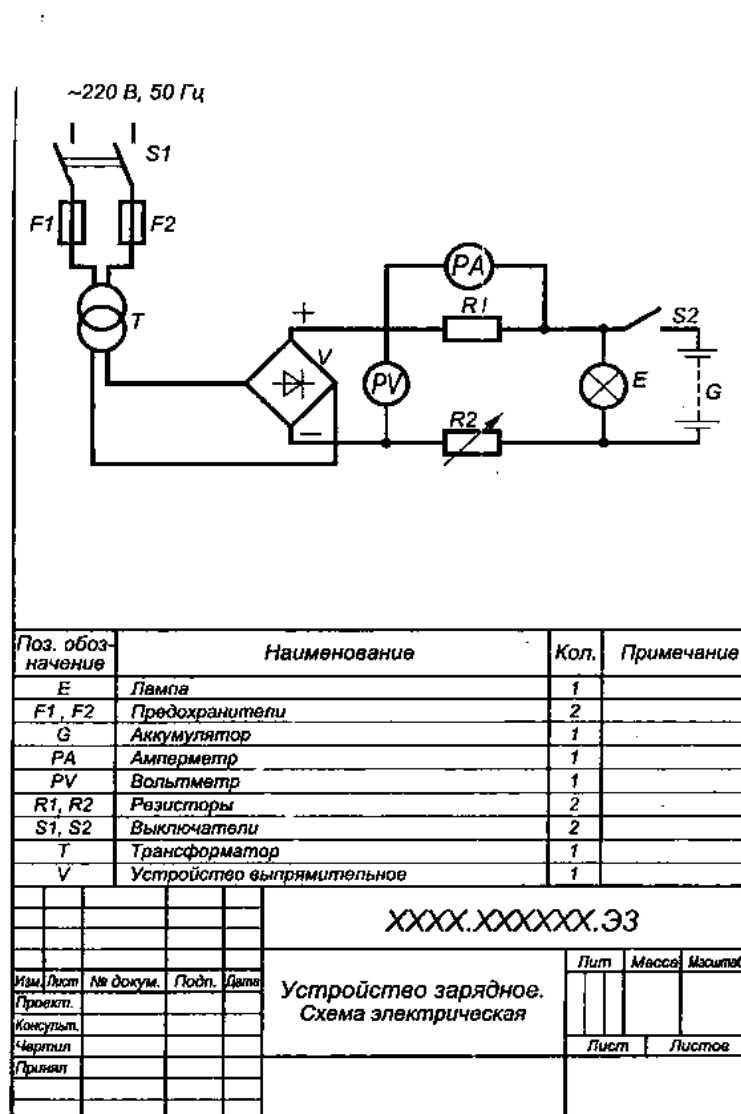 ~220 В, 50 Гц
S1
F1
F2
T
+
V
–
PA
R1
PV
R2
S2
E
G
Поз. обоз- Наименование Кол. Примечание
начение
E Лампа 1
F1, F2 Предохранители 2
G Аккумулятор 1
PA Амперметр 1
PV Вольтметр 1
R1, R2 Резисторы 2
S1, S2 Выключатели 2
T Трансформатор 1
V Устройство выпрямительное 1
XXXX.XXXXXX.ЭЗ
Лит Масса Масштаб
Изм. Лист № докум. Подп. Дата
Устройство зарядное.
Схема электрическая
Проект.
Консульт.
Чертил
Лист Листов
Принял